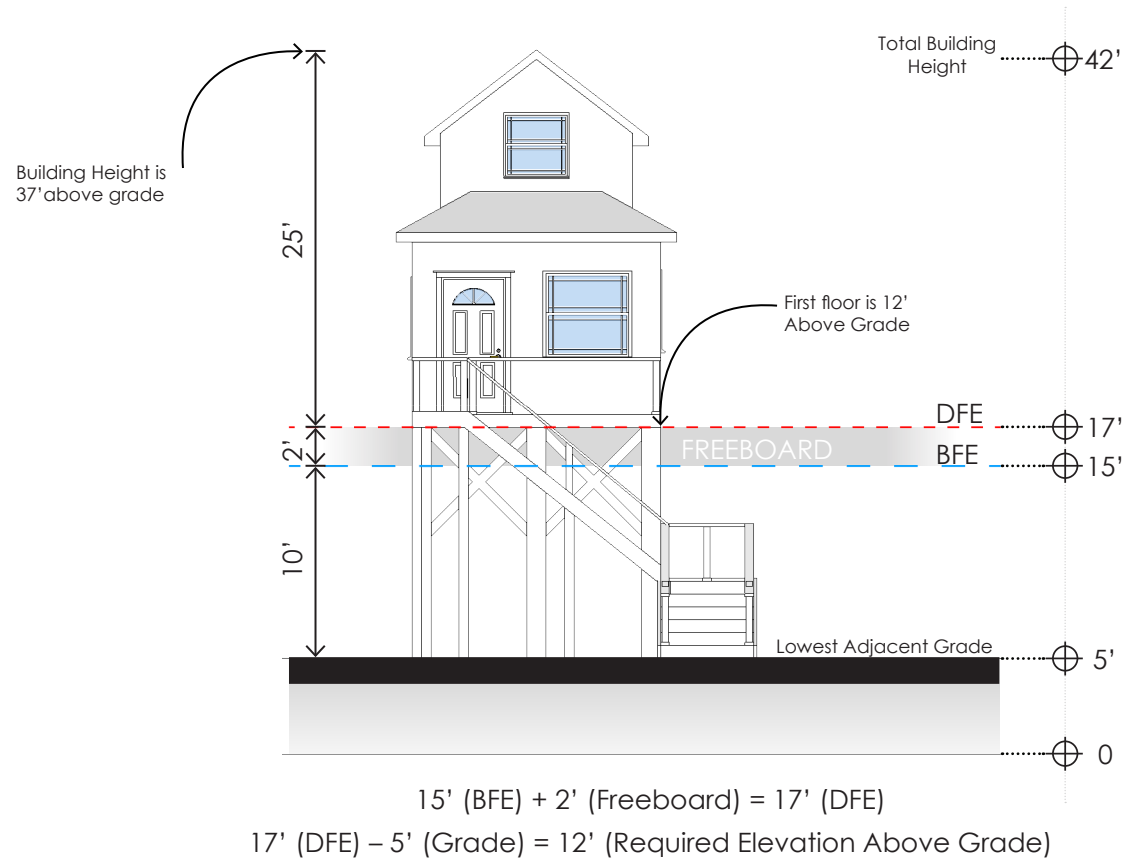 Total Building
Height
42'
Building Height is
37'above grade
25'
First floor is 12'
Above Grade
DFE
17'
2'
FREEBOARD
BFE
15'
10'
Lowest Adjacent Grade
5'
0
15' (BFE) + 2' (Freeboard) = 17' (DFE)
17' (DFE) – 5' (Grade) = 12' (Required Elevation Above Grade)